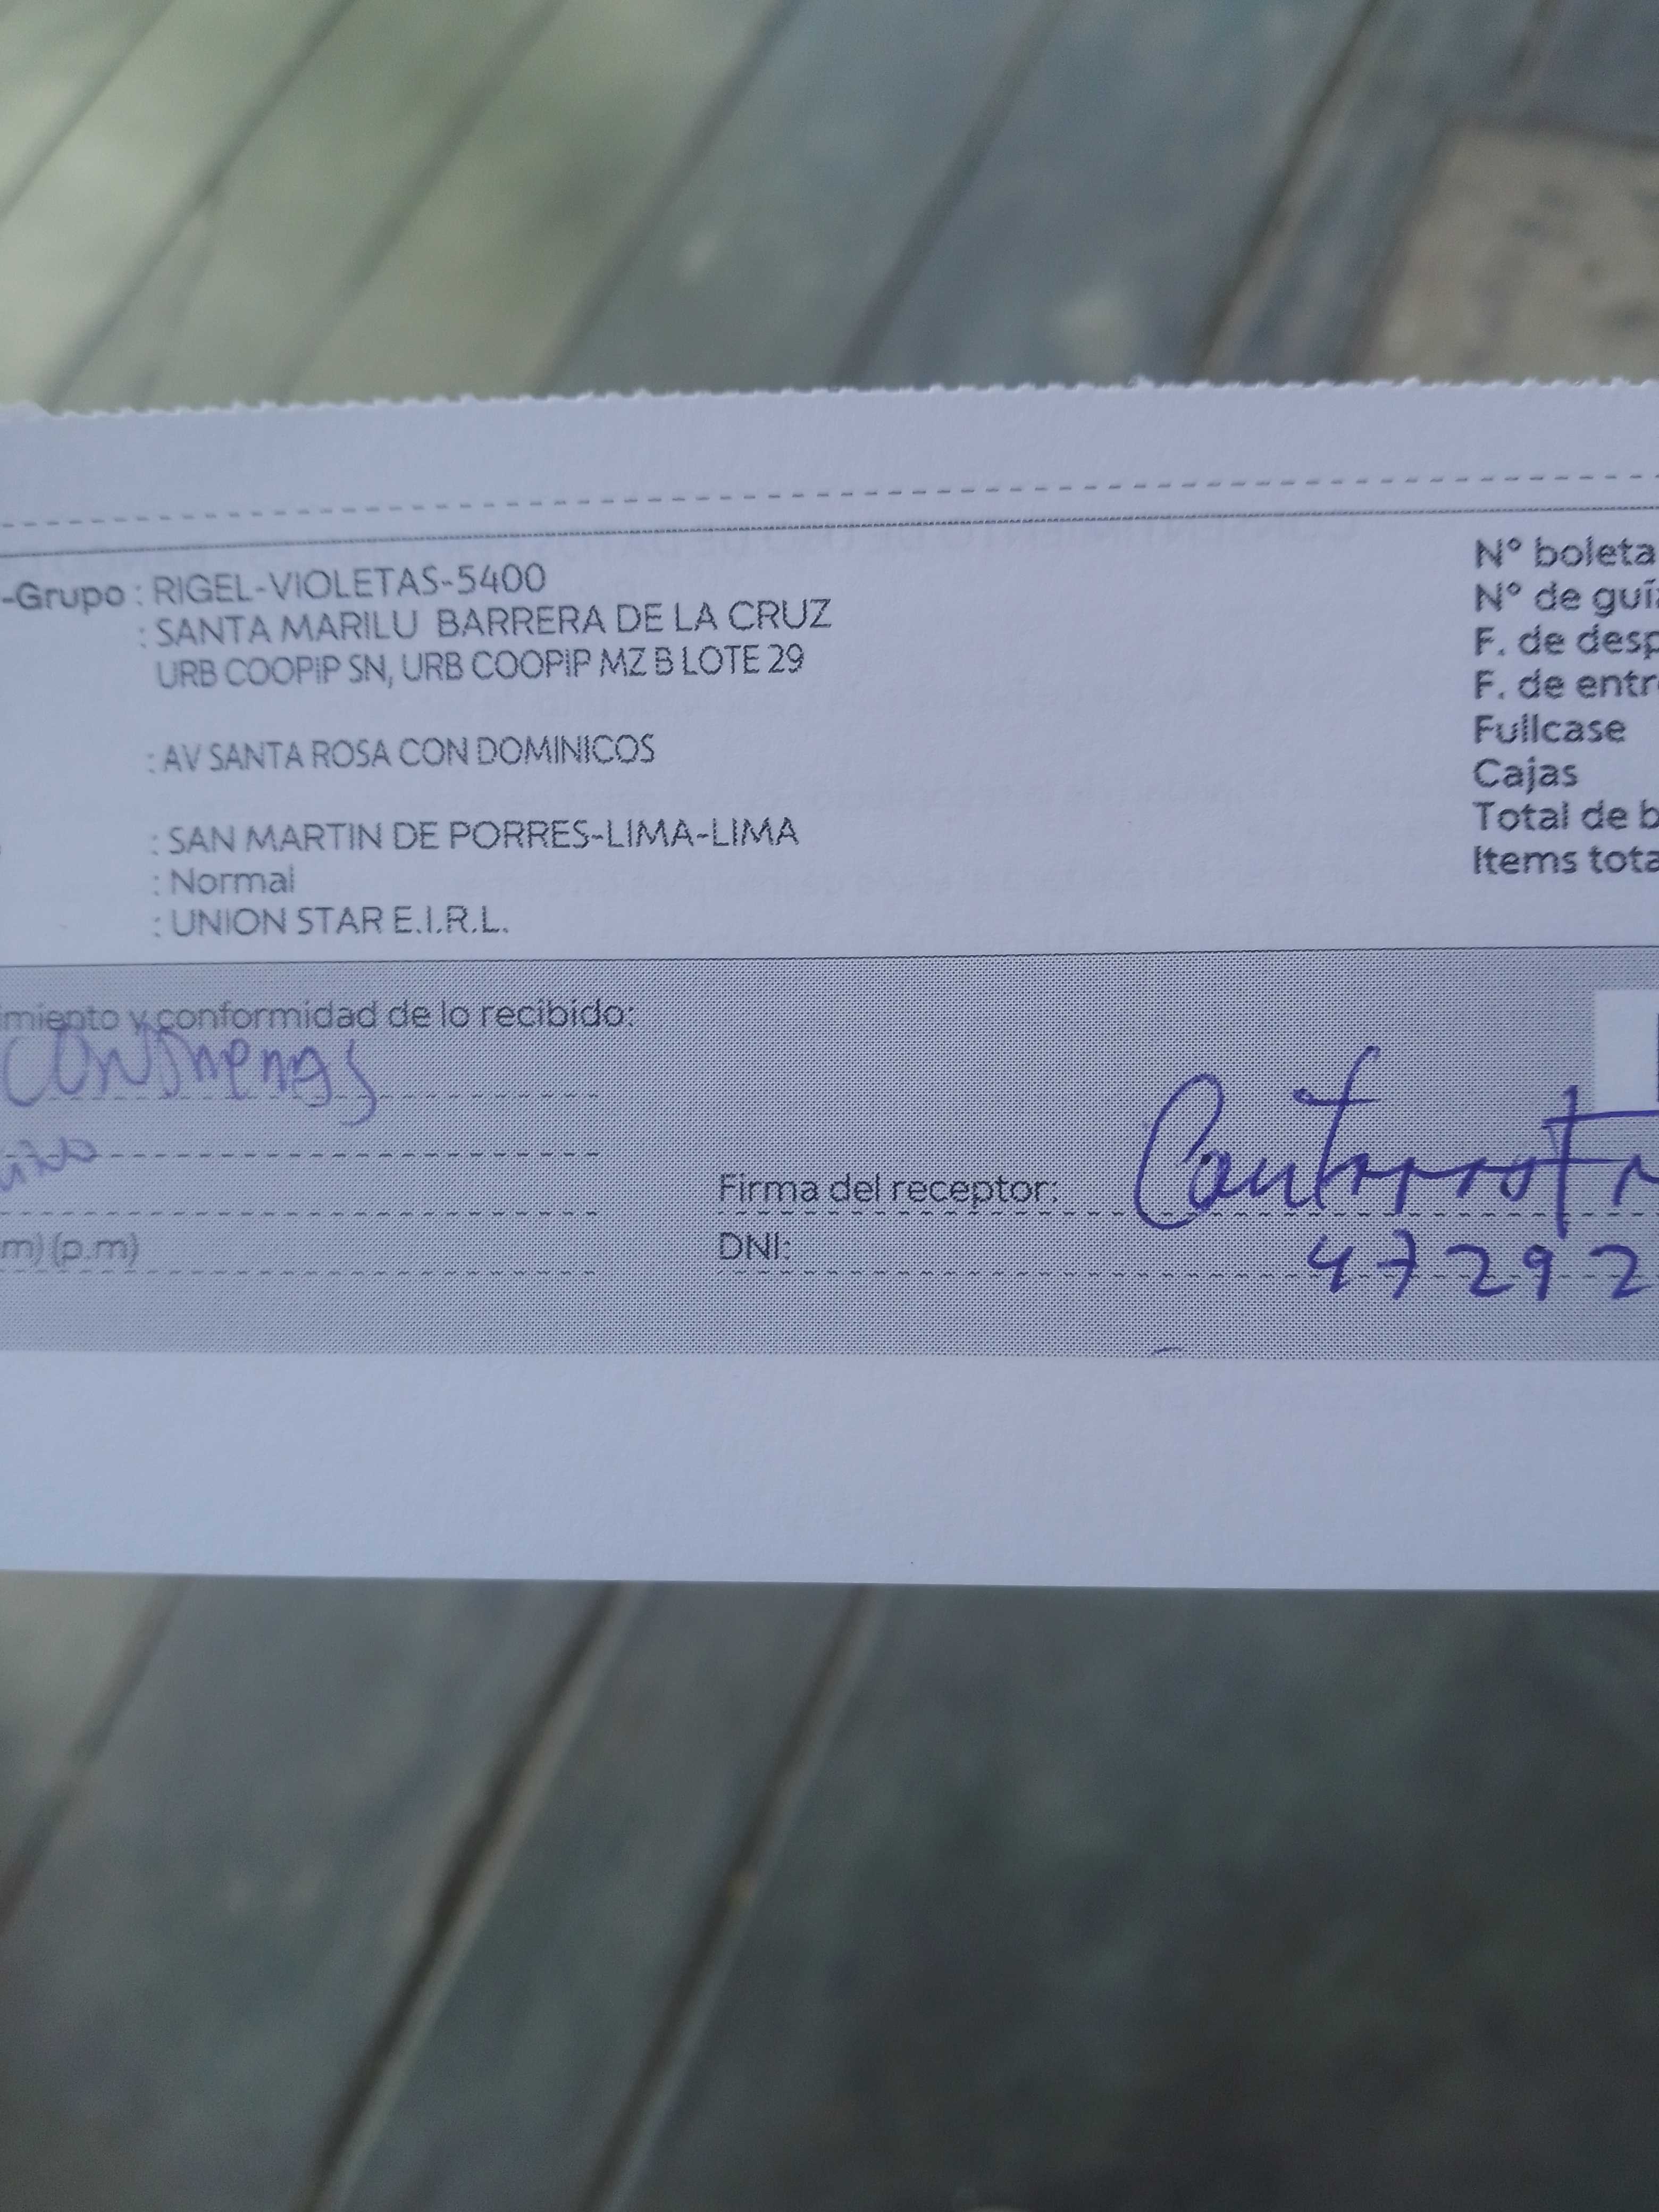 -Grupo : RIGEL-VIOLETAS-5400
: SANTA MARILU BARRERA DE LA CRUZ
URB COOPIP SN, URB COOPIP MZ B LOTE 29
: AV SANTA ROSA CON DOMINICOS
: SAN MARTIN DE PORRES-LIMA-LIMA
: Normal
: UNION STAR E.I.R.L.
N° boleta
N° de guía
F. de desp
F. de entre
Fullcase
Cajas
Total de b
Items tota
imiento y conformidad de lo recibido:
Firma del receptor:
m) (p.m)
DNI: 47292